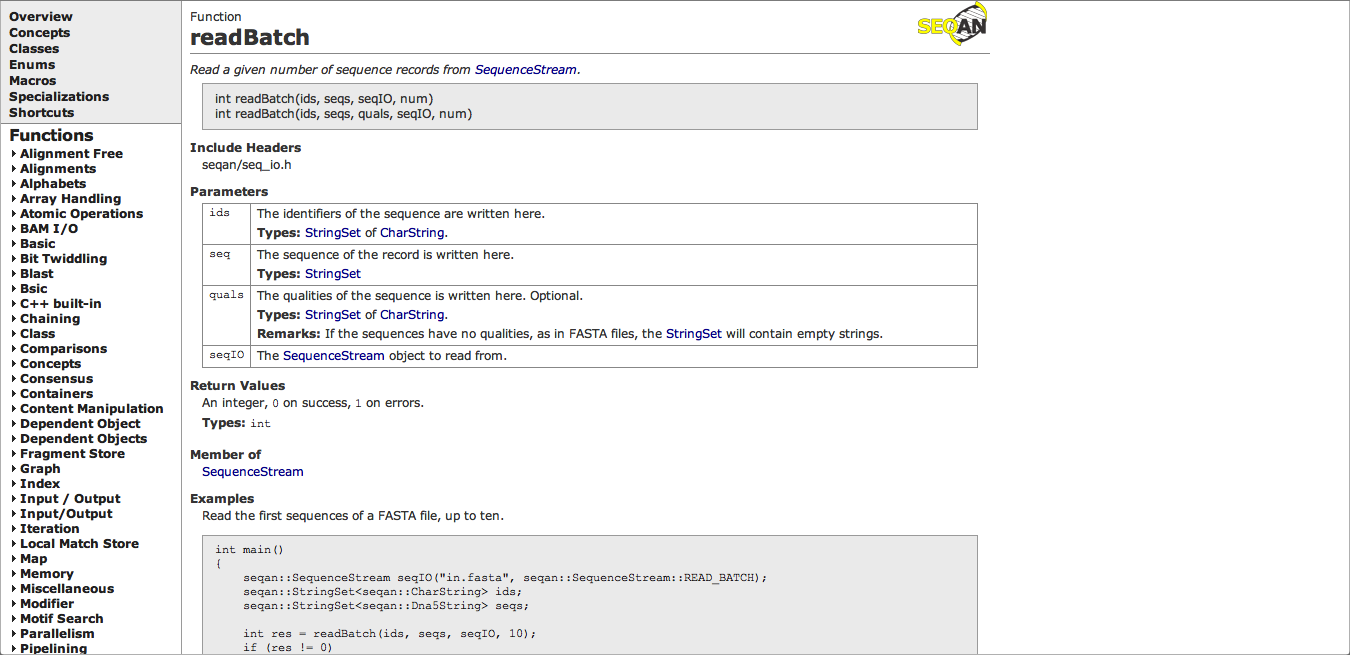 Overview
Concepts
Classes
Enums
Macros
Specializations
Shortcuts
Functions
Alignment Free
Alignments
Alphabets
Array Handling
Atomic Operations
BAM I/O
Basic
Bit Twiddling
Blast
Bsic
C++ built-in
Chaining
Class
Comparisons
Concepts
Consensus
Containers
Content Manipulation
Dependent Object
Dependent Objects
Fragment Store
Graph
Index
Input / Output
Input/Output
Iteration
Local Match Store
Map
Memory
Miscellaneous
Modifier
Motif Search
Parallelism
Pipelining
Function
readBatch
SEQAN
Read a given number of sequence records from SequenceStream.
int readBatch(ids, seqs, seqIO, num)
int readBatch(ids, seqs, quals, seqIO, num)
Include Headers
seqan/seq_io.h
Parameters
ids The identifiers of the sequence are written here.
Types: StringSet of CharString.
seq The sequence of the record is written here.
Types: StringSet
quals The qualities of the sequence is written here. Optional.
Types: StringSet of CharString.
Remarks: If the sequences have no qualities, as in FASTA files, the StringSet will contain empty strings.
seqIO The SequenceStream object to read from.
Return Values
An integer, 0 on success, 1 on errors.
Types: int
Member of
SequenceStream
Examples
Read the first sequences of a FASTA file, up to ten.
int main()
{
seqan::SequenceStream seqIO("in.fasta", seqan::SequenceStream::READ_BATCH);
seqan::StringSet<seqan::CharString> ids;
seqan::StringSet<seqan::Dna5String> seqs;
int res = readBatch(ids, seqs, seqIO, 10);
if (res != 0)